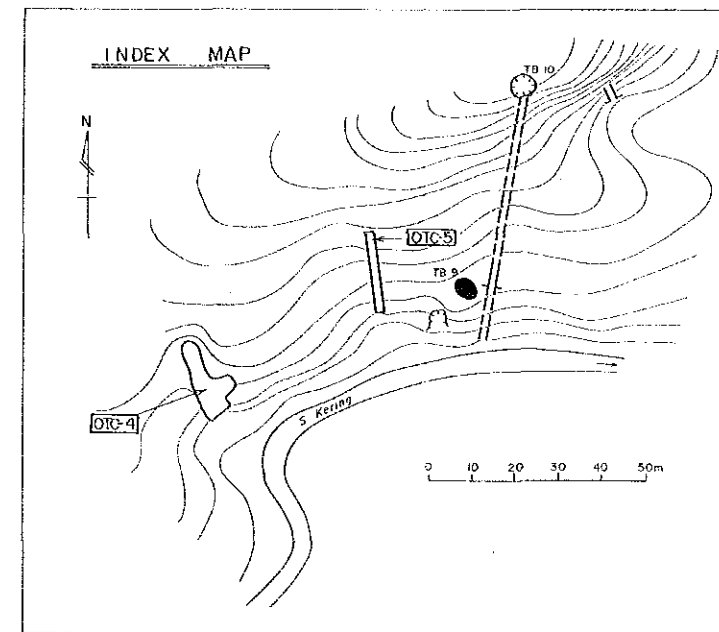 INDEX MAP
TB 10
N
OTC-5
TB 9
OTC-4
S Kering
0 10 20 30 40 50m